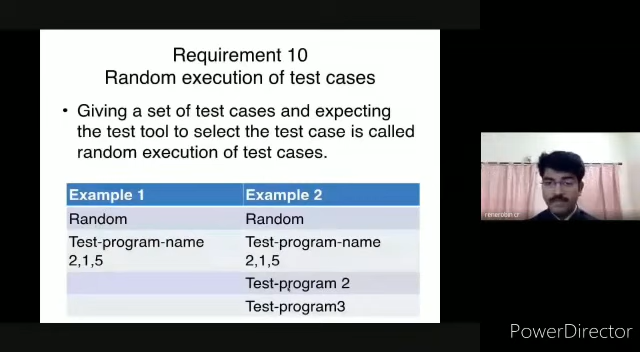 Requirement 10
Random execution of test cases
• Giving a set of test cases and expecting
the test tool to select the test case is called
random execution of test cases.
Example 1 Example 2
Random Random
Test-program-name Test-program-name
2,1,5 2,1,5
Test-program 2
Test-program3
renerobin cr
PowerDirector